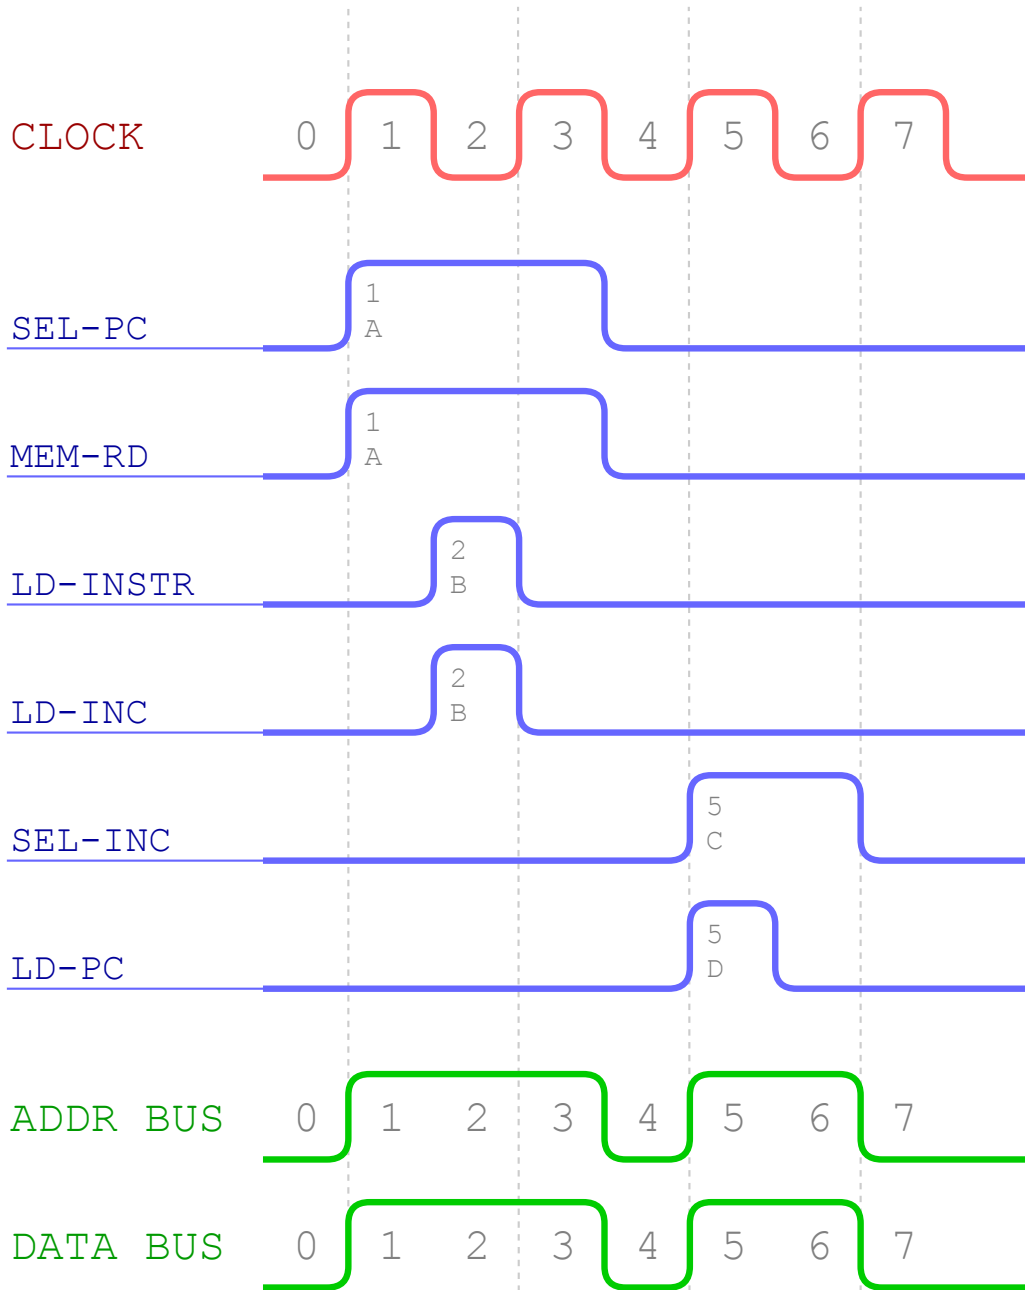 CLOCK 0 1 2 3 4 5 6 7
1
SEL-PC A
1
MEM-RD A
2
LD-INSTR B
2
LD-INC B
5
SEL-INC C
5
LD-PC D
ADDR BUS 0 1 2 3 4 5 6 7
DATA BUS 0 1 2 3 4 5 6 7